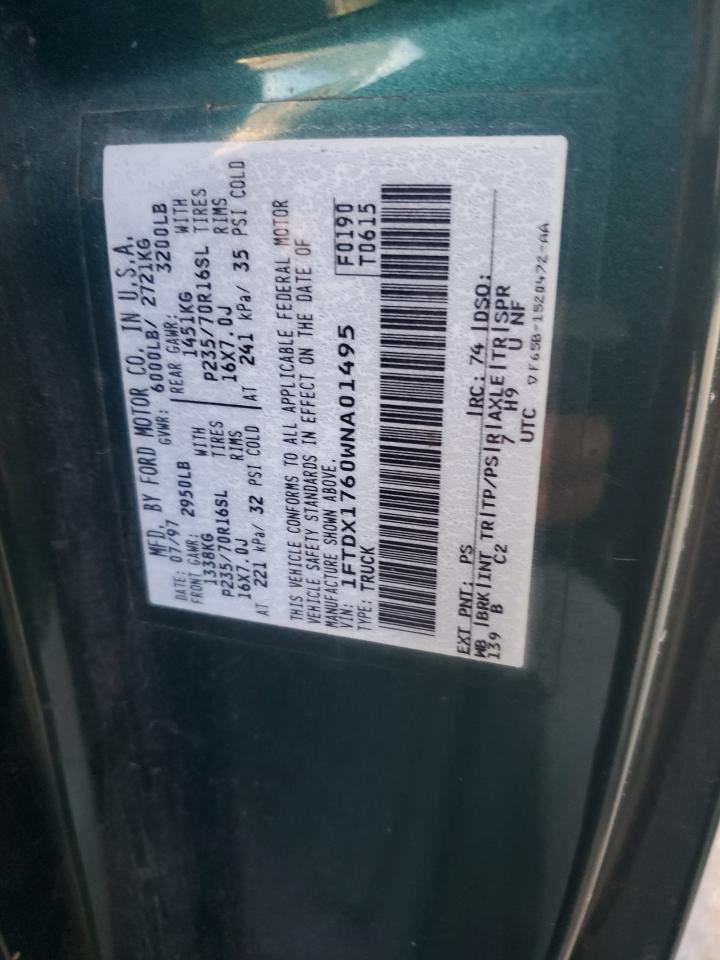 MFD. BY FORD MOTOR CO. IN U.S.A.
DATE: 07/97 GVWR: 6000LB/ 2721KG
FRONT GAWR: 2950LB REAR GAWR: 3200LB
1338KG WITH 1451KG WITH
P235/70R16SL TIRES P235/70R16SL TIRES
16X7.0J RIMS 16X7.0J RIMS
AT 221 kPa/ 32 PSI COLD AT 241 kPa/ 35 PSI COLD
THIS VEHICLE CONFORMS TO ALL APPLICABLE FEDERAL MOTOR
VEHICLE SAFETY STANDARDS IN EFFECT ON THE DATE OF
MANUFACTURE SHOWN ABOVE.
VIN: 1FTDX1760WNA01495 F0190
TYPE: TRUCK T0615
EXT PNT: PS RC: 74 DSO:
WB BRK INT TR TP/PS R AXLE TR SPR
139 B C2 7 H9 U NF
UTC ▽F65B-1520472-AA